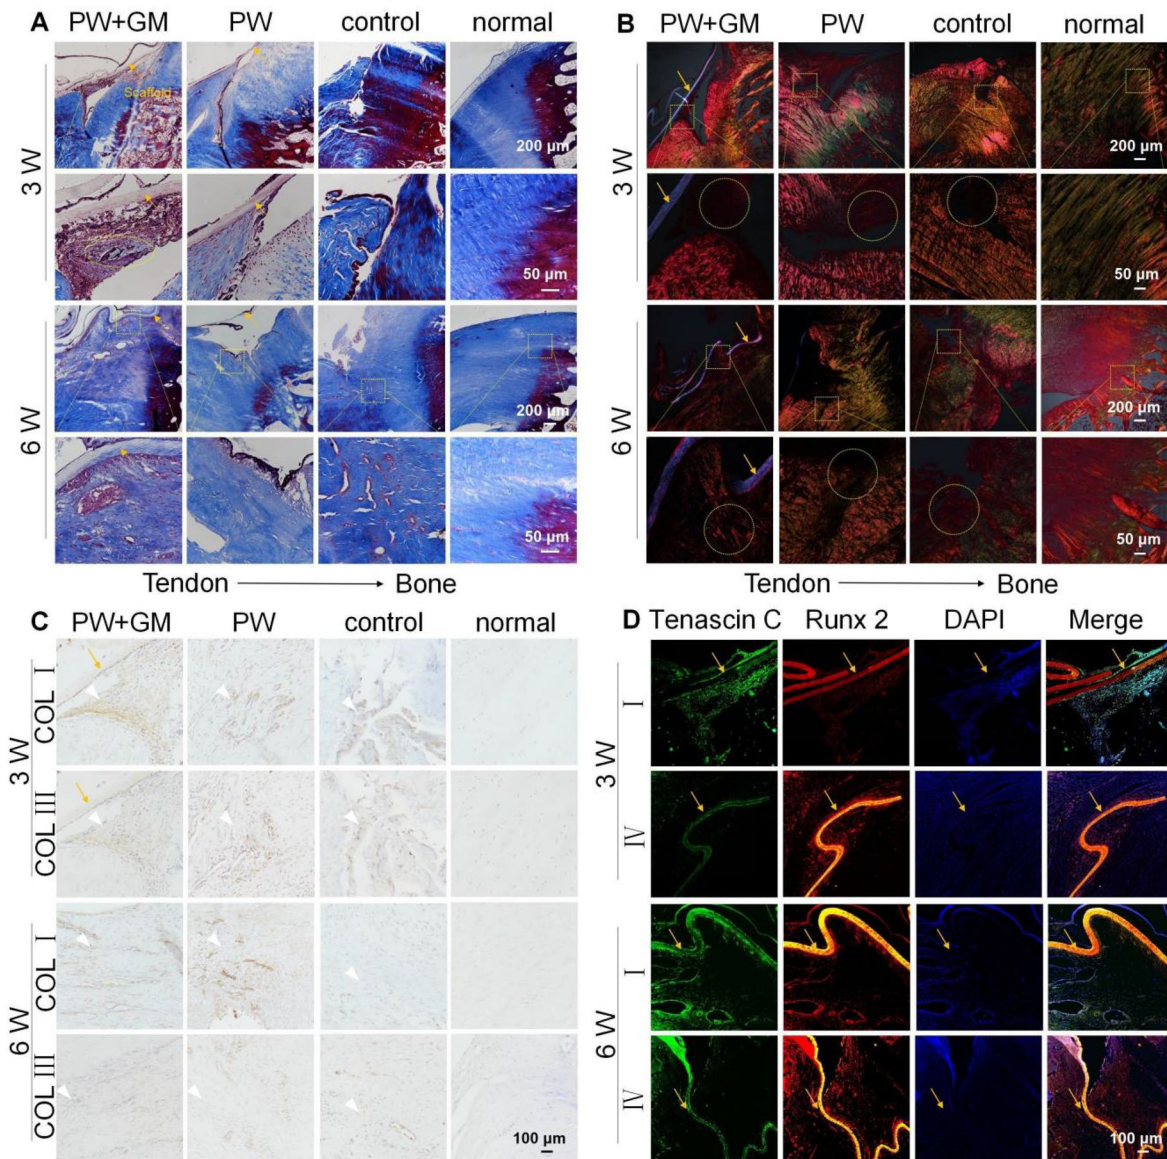 A
PW+GM PW control normal
3 W
Scaffold
200 μm
50 μm
6 W
200 μm
50 μm
Tendon Bone
B
PW+GM PW control normal
3 W
200 μm
50 μm
6 W
200 μm
50 μm
Tendon Bone
C
PW+GM PW control normal
3 W
COL I
COL III
6 W
COL I
COL III
100 μm
D
Tenascin C Runx 2 DAPI Merge
3 W
I
IV
6 W
I
IV
100 μm